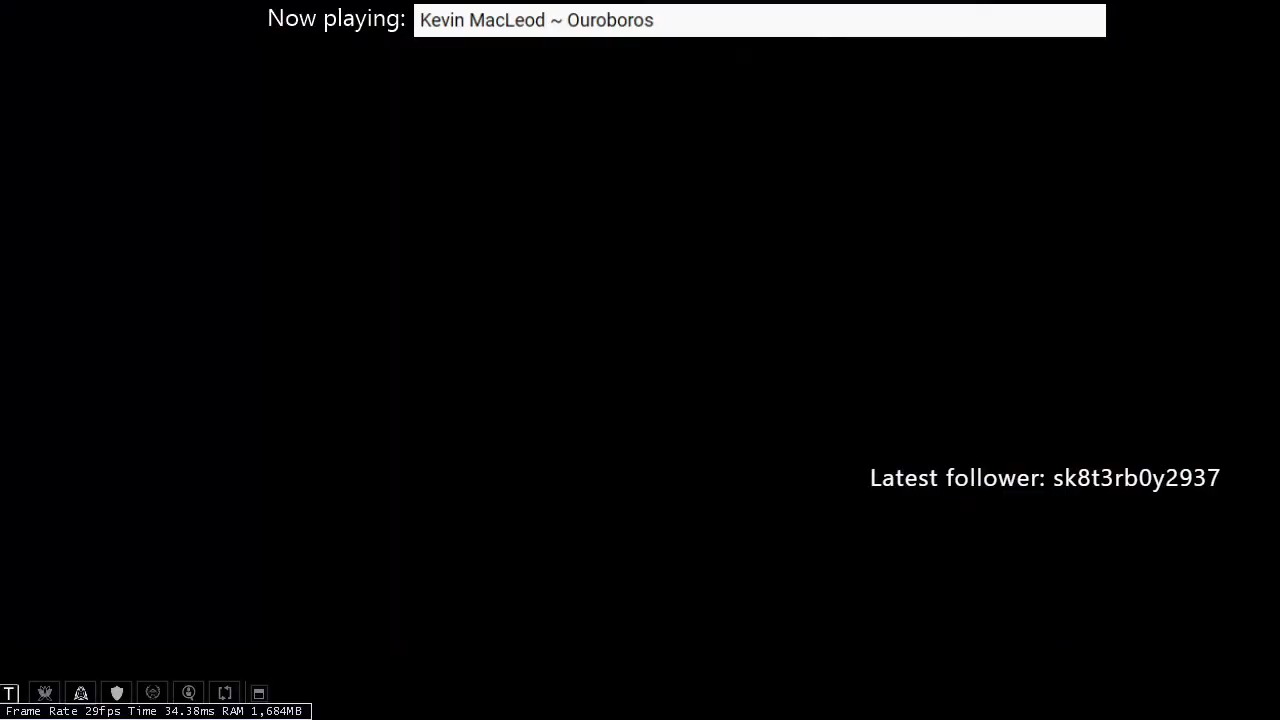 Now playing: Kevin MacLeod ~ Ouroboros
Latest follower: sk8t3rb0y2937
T
Frame Rate 29fps Time 34.38ms RAM 1,684MB